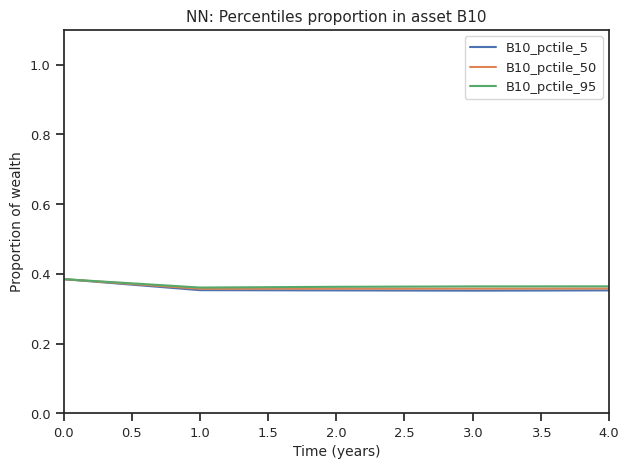 NN: Percentiles proportion in asset B10
B10_pctile_5
B10_pctile_50
B10_pctile_95
Proportion of wealth
1.0
0.8
0.6
0.4
0.2
0.0
0.0 0.5 1.0 1.5 2.0 2.5 3.0 3.5 4.0
Time (years)